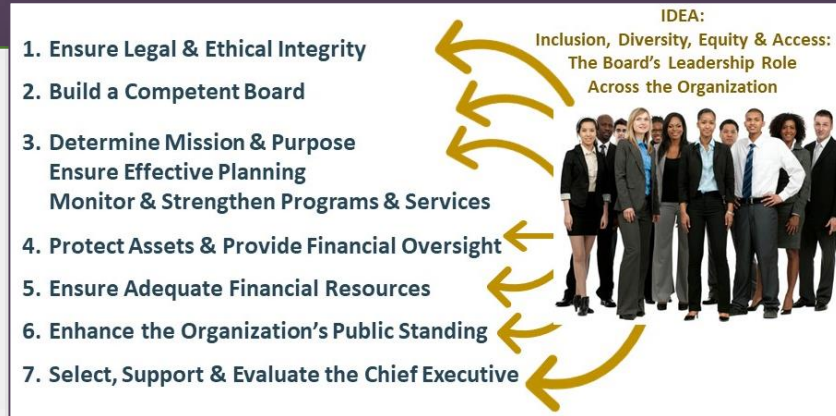 IDEA:
Inclusion, Diversity, Equity & Access:
The Board's Leadership Role
Across the Organization
1. Ensure Legal & Ethical Integrity
2. Build a Competent Board
3. Determine Mission & Purpose
Ensure Effective Planning
Monitor & Strengthen Programs & Services
4. Protect Assets & Provide Financial Oversight
5. Ensure Adequate Financial Resources
6. Enhance the Organization's Public Standing
7. Select, Support & Evaluate the Chief Executive